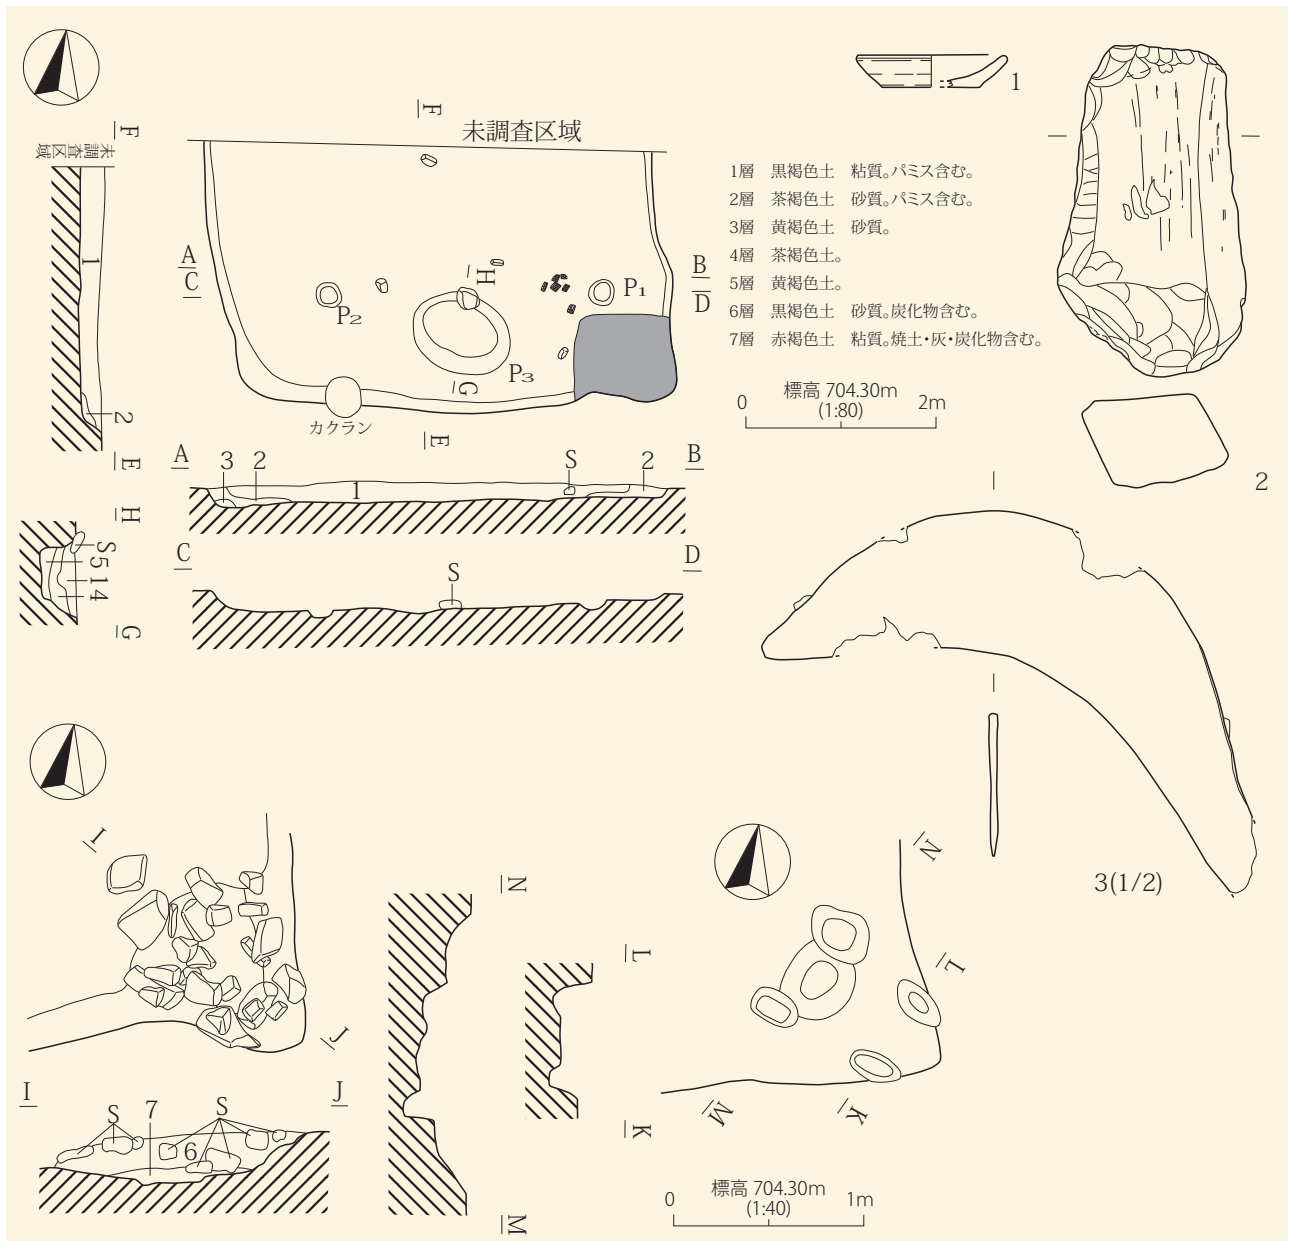 F
未調査区域
F
未調査区域
1
2
E
A
C
H
B
D
P₁
P₂
P₃
G
カクラン
E
1
2
1層 黒褐色土 粘質。パミス含む。
2層 茶褐色土 砂質。パミス含む。
3層 黄褐色土 砂質。
4層 茶褐色土。
5層 黄褐色土。
6層 黒褐色土 砂質。炭化物含む。
7層 赤褐色土 粘質。焼土・灰・炭化物含む。
標高 704.30m
0 (1:80) 2m
A 3 2 1 S 2 B
H
S
5
1
4
G
C S D
3(1/2)
I
J
I S 7 S J
6
N
M
L
K
N
L
M
K
標高 704.30m
0 (1:40) 1m